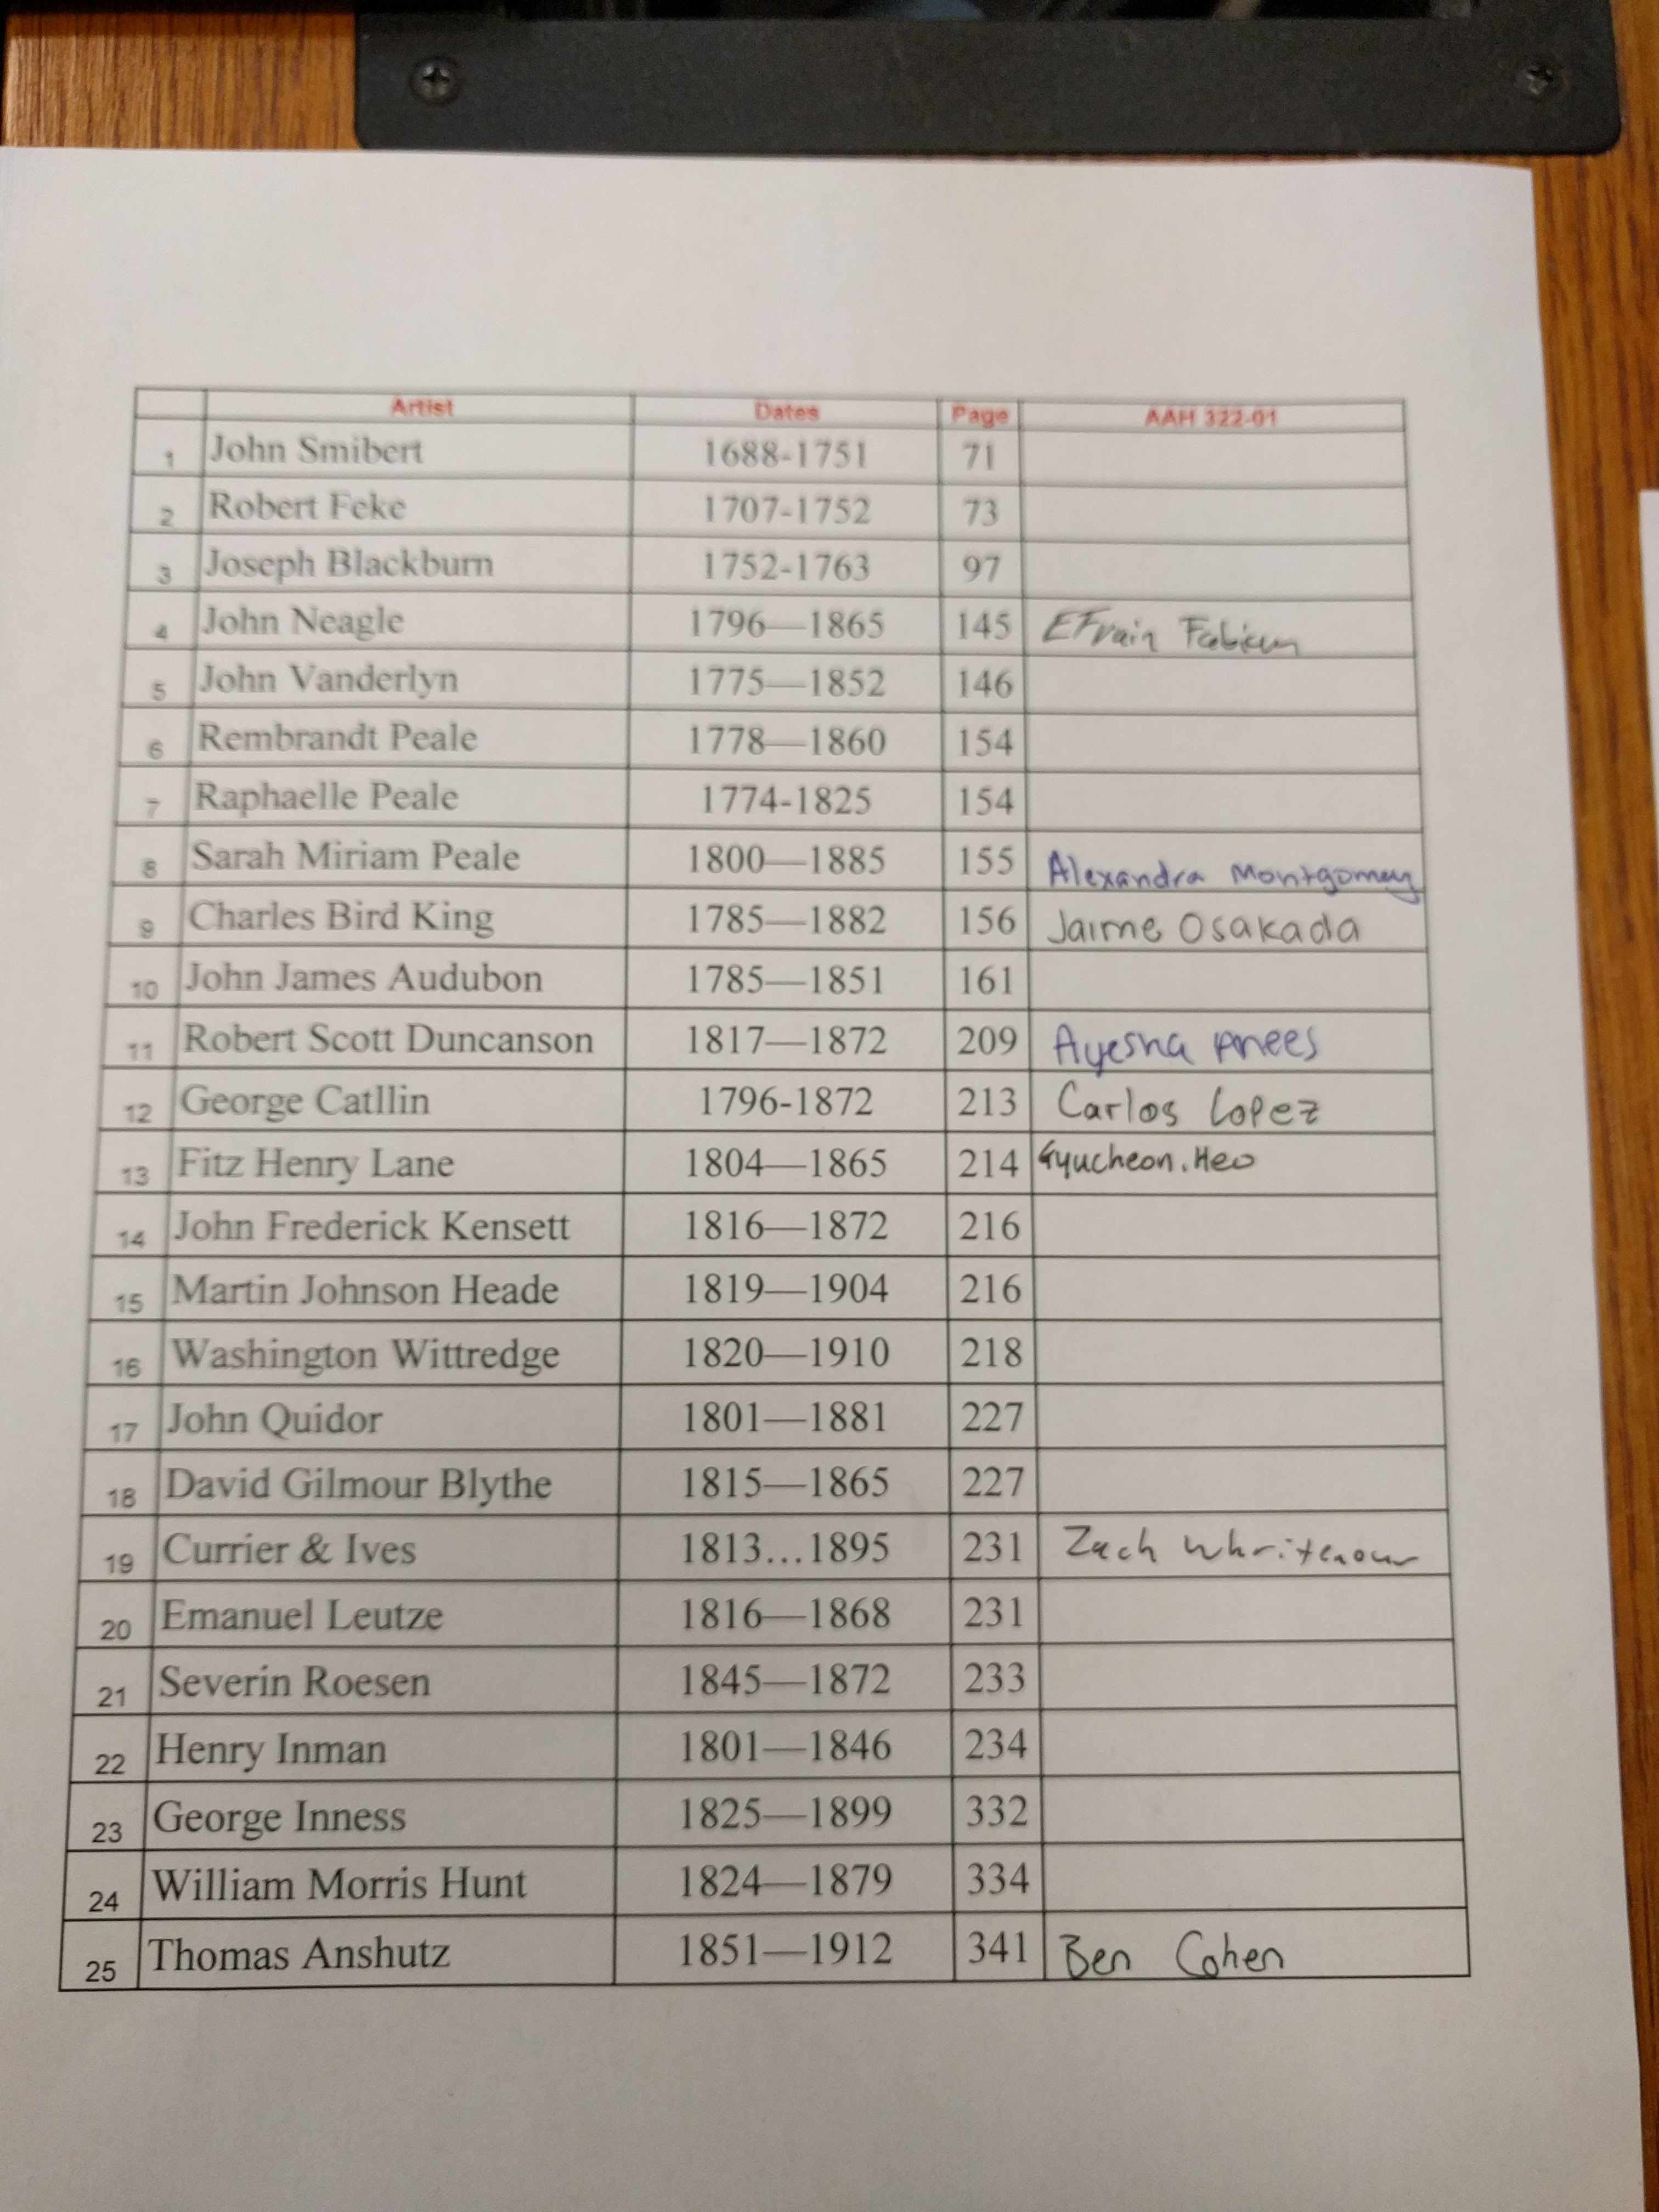 Artist Dates Page AAH 322-01
1 John Smibert 1688-1751 71
2 Robert Feke 1707-1752 73
3 Joseph Blackburn 1752-1763 97
4 John Neagle 1796—1865 145 EFrain Fabian
5 John Vanderlyn 1775—1852 146
6 Rembrandt Peale 1778—1860 154
7 Raphaelle Peale 1774-1825 154
8 Sarah Miriam Peale 1800—1885 155 Alexandra Montgomery
9 Charles Bird King 1785—1882 156 Jaime Osakada
10 John James Audubon 1785—1851 161
11 Robert Scott Duncanson 1817—1872 209 Ayesha Anees
12 George Catllin 1796-1872 213 Carlos Lopez
13 Fitz Henry Lane 1804—1865 214 Gyucheon.Heo
14 John Frederick Kensett 1816—1872 216
15 Martin Johnson Heade 1819—1904 216
16 Washington Wittredge 1820—1910 218
17 John Quidor 1801—1881 227
18 David Gilmour Blythe 1815—1865 227
19 Currier & Ives 1813...1895 231 Zach Whritenour
20 Emanuel Leutze 1816—1868 231
21 Severin Roesen 1845—1872 233
22 Henry Inman 1801—1846 234
23 George Inness 1825—1899 332
24 William Morris Hunt 1824—1879 334
25 Thomas Anshutz 1851—1912 341 Ben Cohen